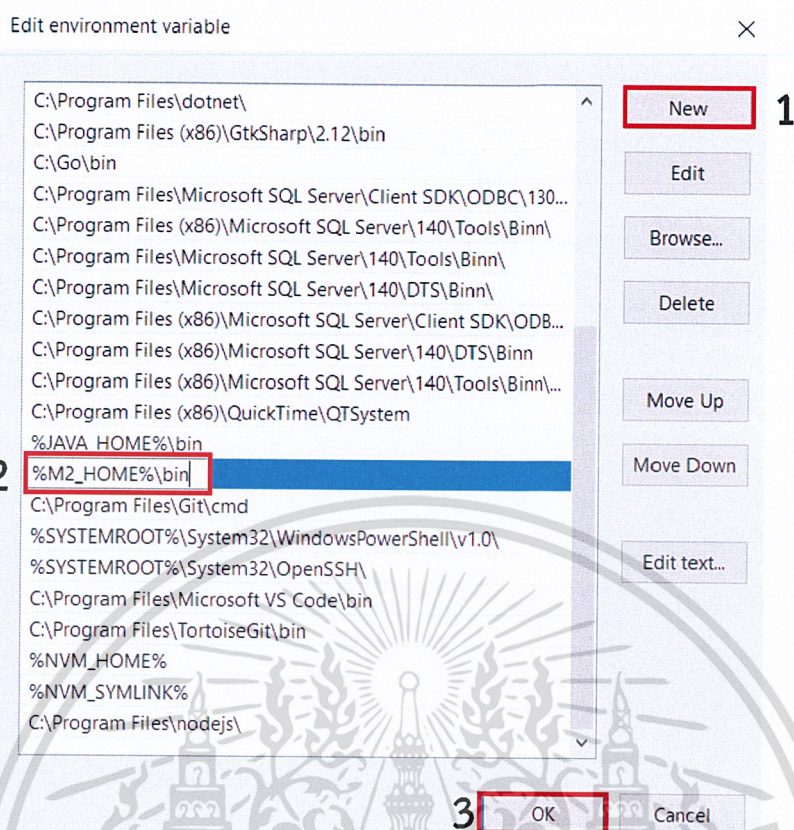 Edit environment variable
C:\Program Files\dotnet\
New
1
C:\Program Files (x86)\GtkSharp\2.12\bin
C:\Go\bin
Edit
C:\Program Files\Microsoft SQL Server\Client SDK\ODBC\130...
C:\Program Files (x86)\Microsoft SQL Server\140\Tools\Binn\
Browse...
C:\Program Files\Microsoft SQL Server\140\Tools\Binn\
C:\Program Files\Microsoft SQL Server\140\DTS\Binn\
Delete
C:\Program Files (x86)\Microsoft SQL Server\Client SDK\ODB...
C:\Program Files (x86)\Microsoft SQL Server\140\DTS\Binn
C:\Program Files (x86)\Microsoft SQL Server\140\Tools\Binn\...
Move Up
C:\Program Files (x86)\QuickTime\QTSystem
%JAVA_HOME%\bin
2
%M2_HOME%\bin
Move Down
C:\Program Files\Git\cmd
%SYSTEMROOT%\System32\WindowsPowerShell\v1.0\
%SYSTEMROOT%\System32\OpenSSH\
Edit text...
C:\Program Files\Microsoft VS Code\bin
C:\Program Files\TortoiseGit\bin
%NVM_HOME%
%NVM_SYMLINK%
C:\Program Files\nodejs\
3
OK
Cancel